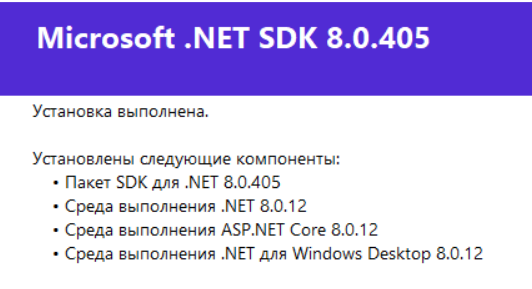 Microsoft .NET SDK 8.0.405
Установка выполнена.
Установлены следующие компоненты:
• Пакет SDK для .NET 8.0.405
• Среда выполнения .NET 8.0.12
• Среда выполнения ASP.NET Core 8.0.12
• Среда выполнения .NET для Windows Desktop 8.0.12